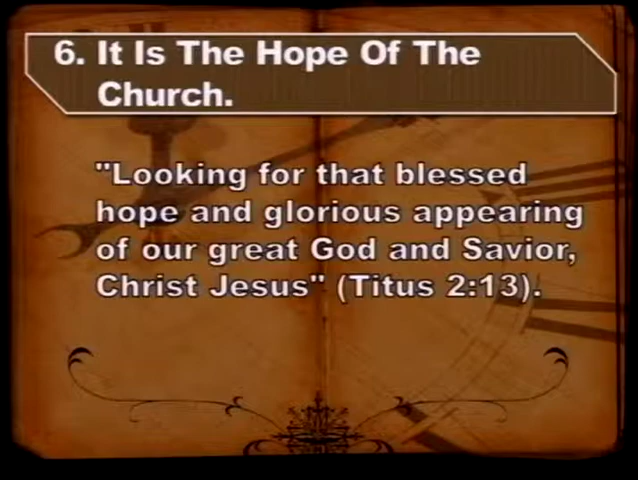 6. It Is The Hope Of The
Church.
"Looking for that blessed
hope and glorious appearing
of our great God and Savior,
Christ Jesus" (Titus 2:13).